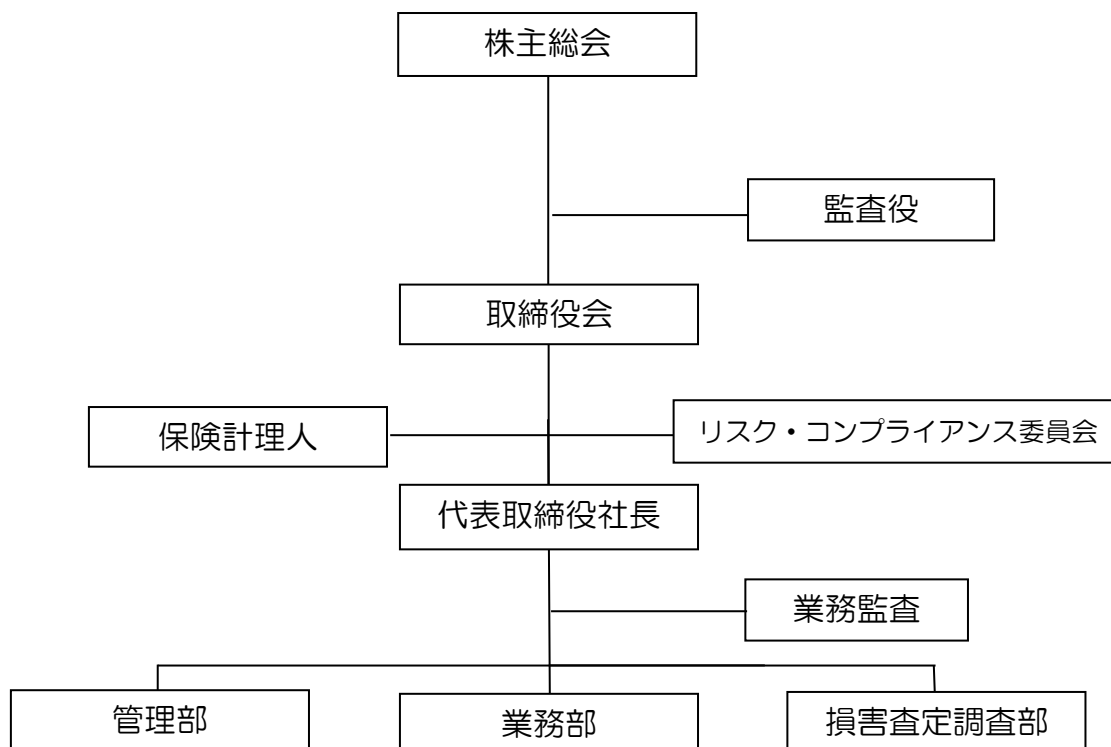 株主総会
監査役
取締役会
保険計理人
リスク・コンプライアンス委員会
代表取締役社長
業務監査
管理部
業務部
損害査定調査部